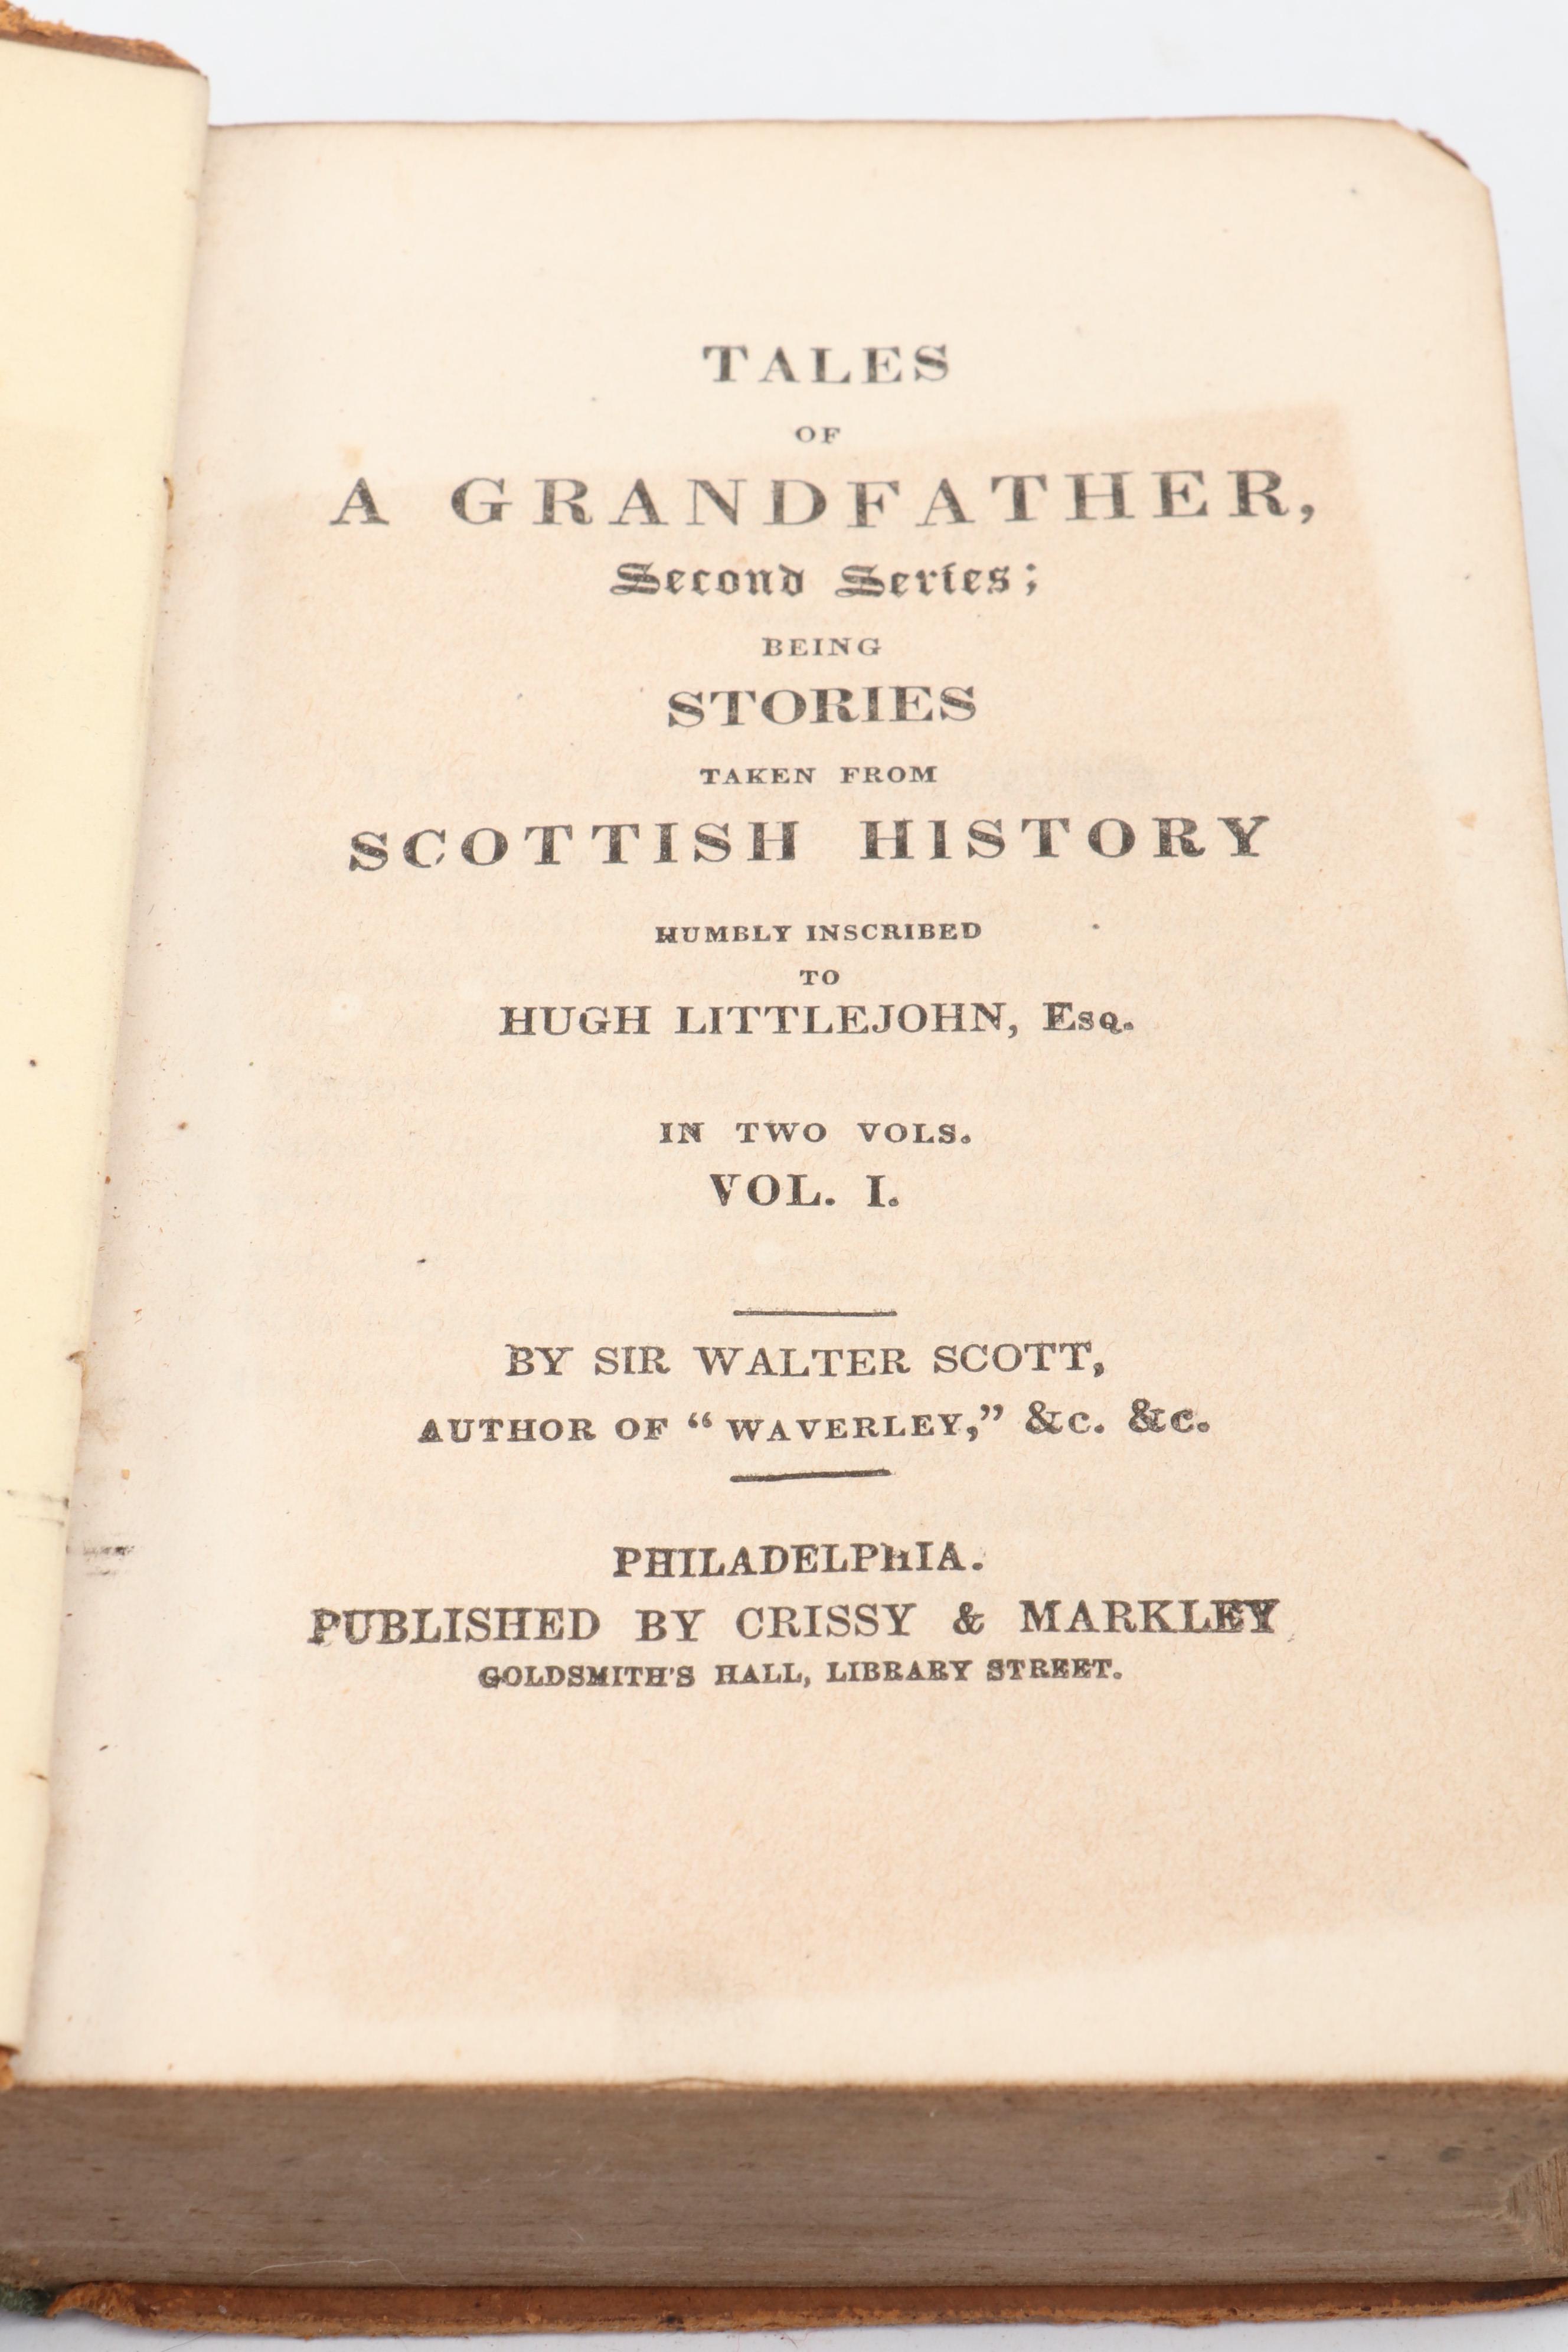 TALES
OF
A GRANDFATHER,
Second Series;
BEING
STORIES
TAKEN FROM
SCOTTISH HISTORY
HUMBLY INSCRIBED
TO
HUGH LITTLEJOHN, Esq.
IN TWO VOLS.
VOL. I.
BY SIR WALTER SCOTT,
AUTHOR OF “WAVERLEY,” &c. &c.
PHILADELPHIA.
PUBLISHED BY CRISSY & MARKLEY
GOLDSMITH'S HALL, LIBRARY STREET.